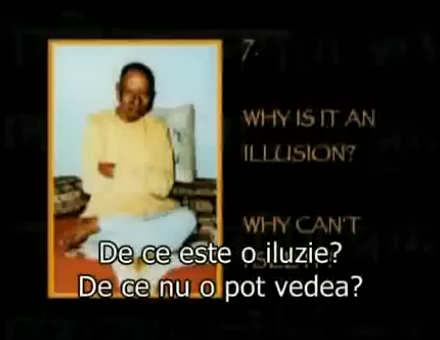 7.
WHY IS IT AN
ILLUSION?
WHY CAN'T
De ce este o iluzie?
De ce nu o pot vedea?